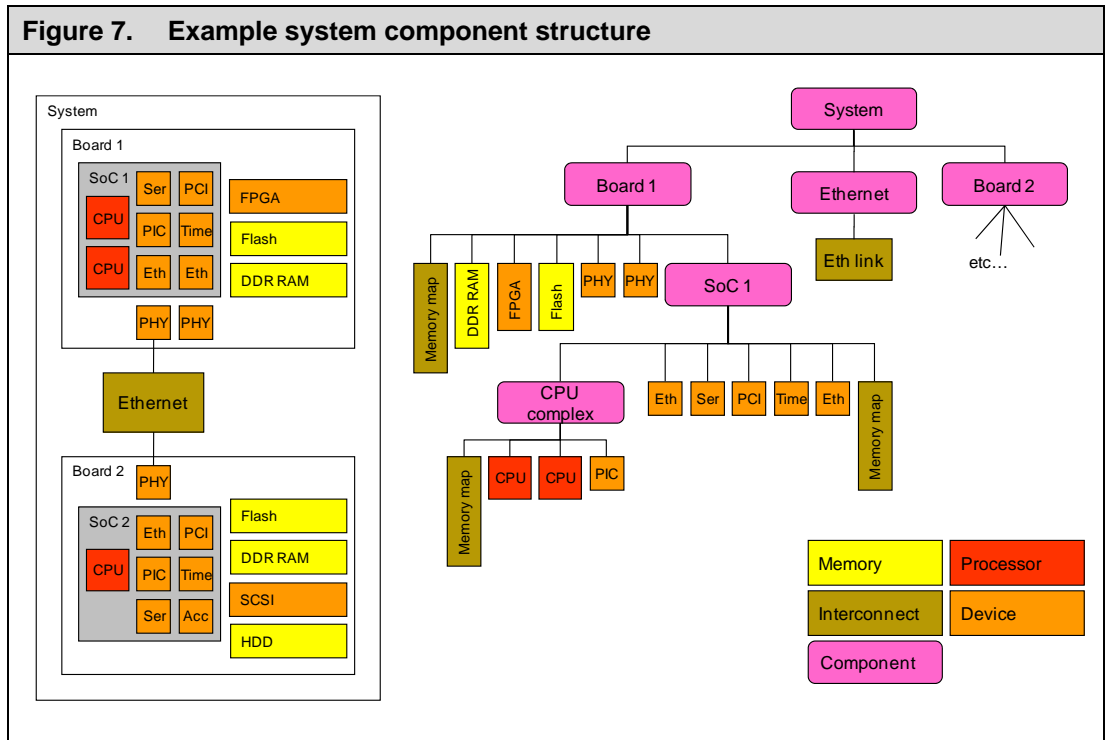 Figure 7. Example system component structure
System
Board 1
SoC 1
Ser
PCI
CPU
PIC
Time
CPU
Eth
Eth
FPGA
Flash
DDR RAM
PHY
PHY
Ethernet
Board 2
PHY
SoC 2
Eth
PCI
CPU
PIC
Time
Ser
Acc
Flash
DDR RAM
SCSI
HDD
System
Board 1
Ethernet
Board 2
Eth link
etc…
Memory map
DDR RAM
FPGA
Flash
PHY
PHY
SoC 1
CPU
complex
Eth
Ser
PCI
Time
Eth
Memory map
Memory map
CPU
CPU
PIC
Memory
Processor
Interconnect
Device
Component